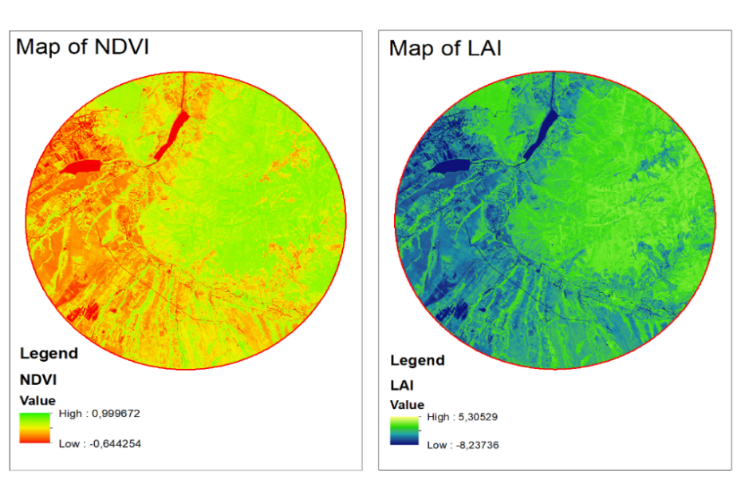 Map of NDVI
Legend
NDVI
Value
High : 0,999672
Low : -0,644254
Map of LAI
Legend
LAI
Value
High : 5,30529
Low : -8,23736